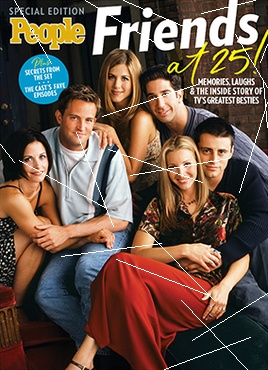 SPECIAL EDITION
People
Friends
at 25!
Plus
SECRETS FROM
THE SET
THE CAST'S FAVE
EPISODES
MEMORIES, LAUGHS
& THE INSIDE STORY OF
TV'S GREATEST BESTIES